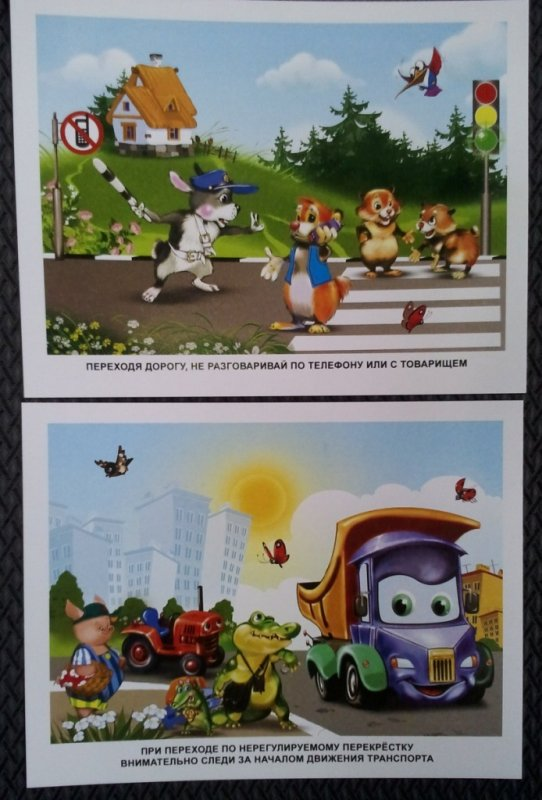 ПЕРЕХОДЯ ДОРОГУ, НЕ РАЗГОВАРИВАЙ ПО ТЕЛЕФОНУ ИЛИ С ТОВАРИЩЕМ
ПРИ ПЕРЕХОДЕ ПО НЕРЕГУЛИРУЕМОМУ ПЕРЕКРЁСТКУ
ВНИМАТЕЛЬНО СЛЕДИ ЗА НАЧАЛОМ ДВИЖЕНИЯ ТРАНСПОРТА